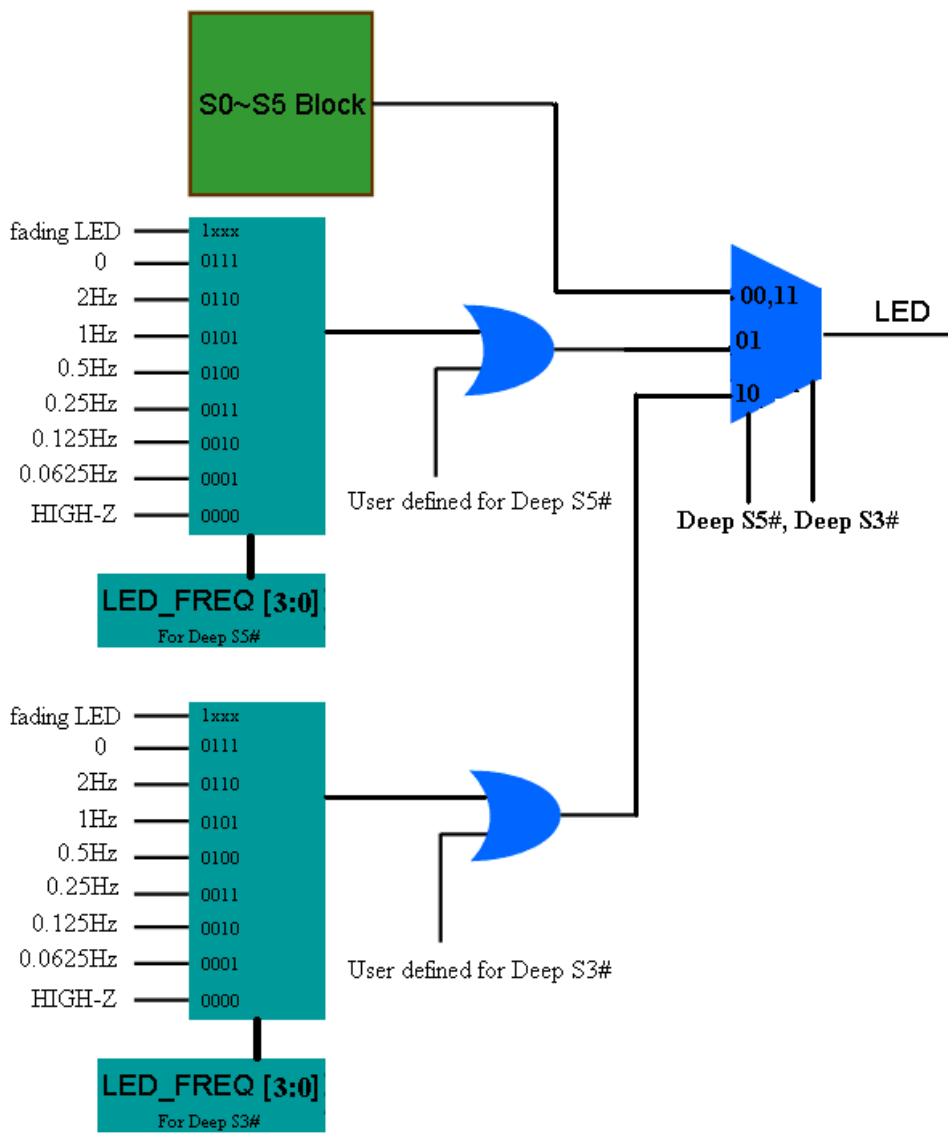 S0~S5 Block
fading LED
1xxx
0
0111
2Hz
0110
1Hz
0101
0.5Hz
0100
0.25Hz
0011
0.125Hz
0010
0.0625Hz
0001
HIGH-Z
0000
LED_FREQ [3:0]
For Deep S5#
User defined for Deep S5#
00,11
01
10
LED
Deep S5#, Deep S3#
fading LED
1xxx
0
0111
2Hz
0110
1Hz
0101
0.5Hz
0100
0.25Hz
0011
0.125Hz
0010
0.0625Hz
0001
HIGH-Z
0000
LED_FREQ [3:0]
For Deep S3#
User defined for Deep S3#